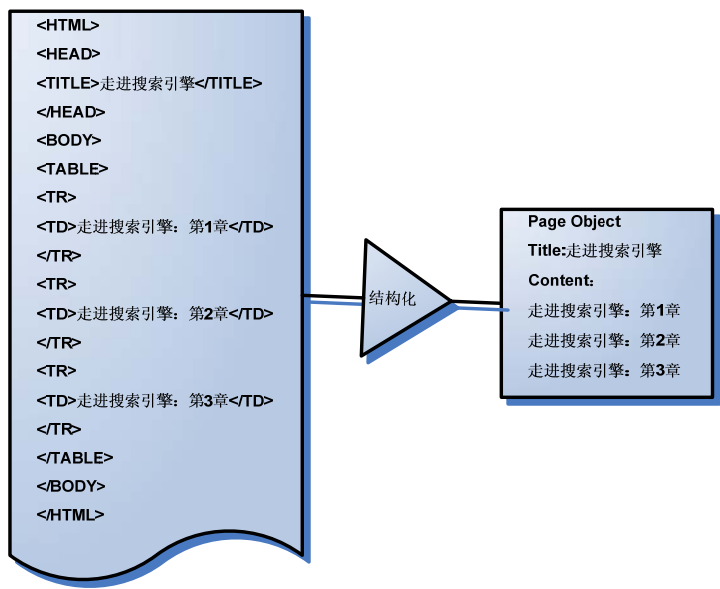 <HTML>
<HEAD>
<TITLE>走进搜索引擎</TITLE>
</HEAD>
<BODY>
<TABLE>
<TR>
<TD>走进搜索引擎：第1章</TD>
</TR>
<TR>
<TD>走进搜索引擎：第2章</TD>
</TR>
<TR>
<TD>走进搜索引擎：第3章</TD>
</TR>
</TABLE>
</BODY>
</HTML>
结构化
Page Object
Title:走进搜索引擎
Content：
走进搜索引擎：第1章
走进搜索引擎：第2章
走进搜索引擎：第3章